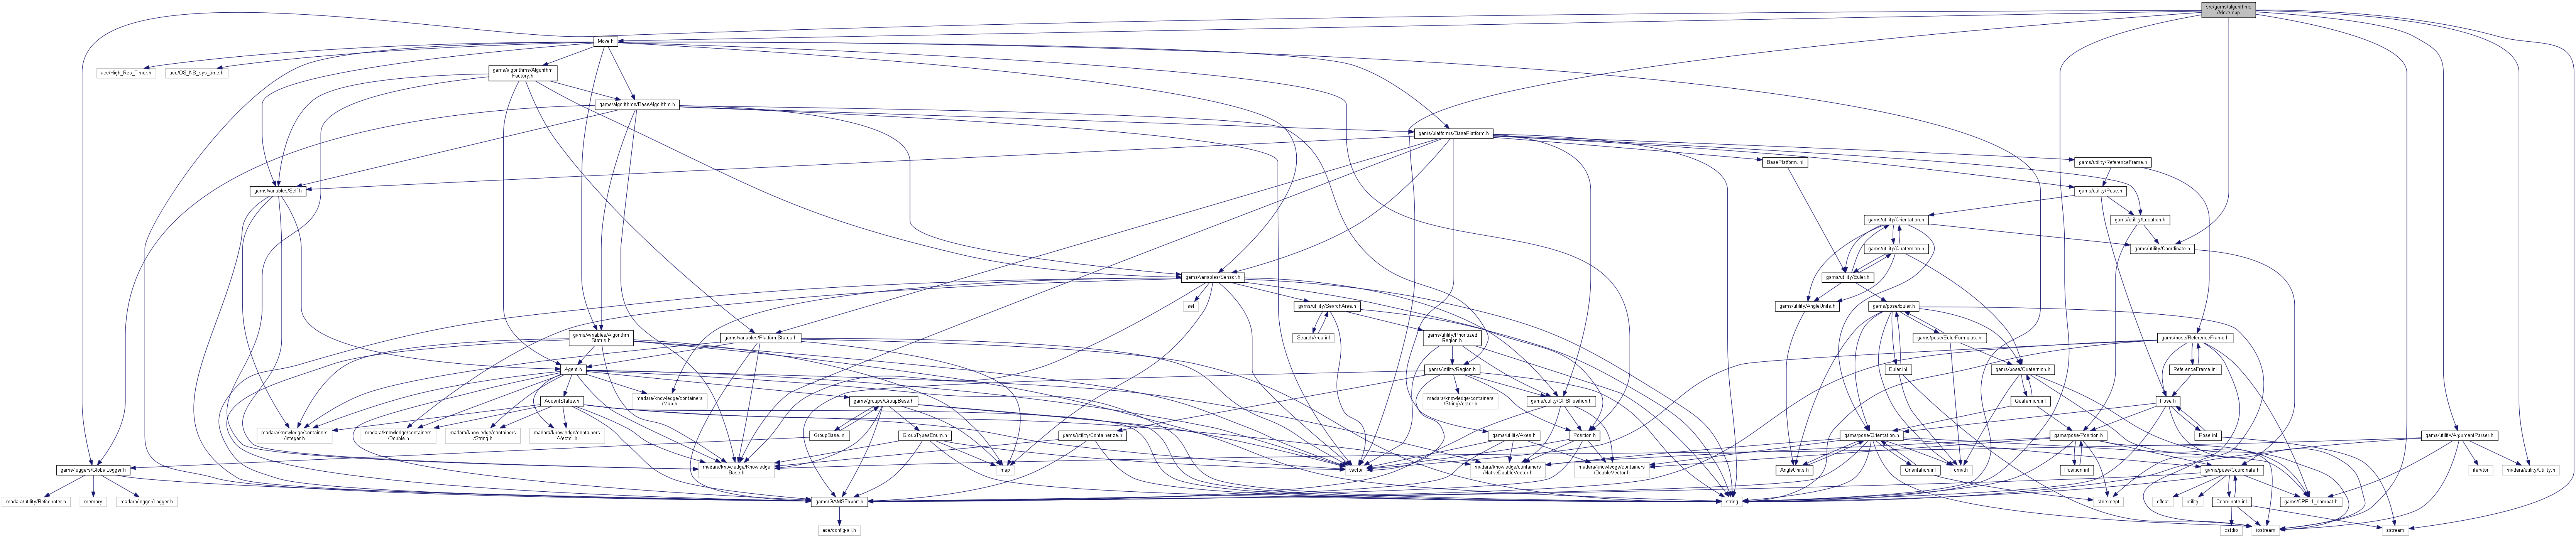 src/gams/algorithms
/Move.cpp
Move.h
ace/High_Res_Timer.h
ace/OS_NS_sys_time.h
gams/algorithms/Algorithm
Factory.h
gams/algorithms/BaseAlgorithm.h
gams/platforms/BasePlatform.h
BasePlatform.inl
gams/utility/ReferenceFrame.h
gams/variables/Self.h
gams/utility/Pose.h
gams/utility/Orientation.h
gams/utility/Location.h
gams/utility/Quaternion.h
gams/utility/Coordinate.h
gams/variables/Sensor.h
gams/utility/Euler.h
set
gams/utility/SearchArea.h
gams/utility/AngleUnits.h
gams/pose/Euler.h
gams/variables/Algorithm
Status.h
gams/variables/PlatformStatus.h
SearchArea.inl
gams/utility/Prioritized
Region.h
gams/pose/EulerFormulas.inl
gams/pose/ReferenceFrame.h
Agent.h
gams/utility/Region.h
Euler.inl
gams/pose/Quaternion.h
ReferenceFrame.inl
madara/knowledge/containers
/Map.h
AccentStatus.h
gams/groups/GroupBase.h
madara/knowledge/containers
/StringVector.h
gams/utility/GPSPosition.h
Quaternion.inl
Pose.h
madara/knowledge/containers
/Integer.h
madara/knowledge/containers
/Double.h
madara/knowledge/containers
/String.h
madara/knowledge/containers
/Vector.h
GroupBase.inl
GroupTypesEnum.h
gams/utility/Containerize.h
gams/utility/Axes.h
Position.h
gams/pose/Orientation.h
gams/pose/Position.h
Pose.inl
gams/utility/ArgumentParser.h
gams/loggers/GlobalLogger.h
madara/knowledge/Knowledge
Base.h
map
vector
madara/knowledge/containers
/NativeDoubleVector.h
madara/knowledge/containers
/DoubleVector.h
AngleUnits.h
Orientation.inl
cmath
Position.inl
gams/pose/Coordinate.h
iterator
madara/utility/Utility.h
madara/utility/Refcounter.h
memory
madara/logger/Logger.h
gams/GAMSExport.h
string
stdexcept
cfloat
utility
Coordinate.inl
gams/CPP11_compat.h
ace/config-all.h
cstdio
iostream
sstream